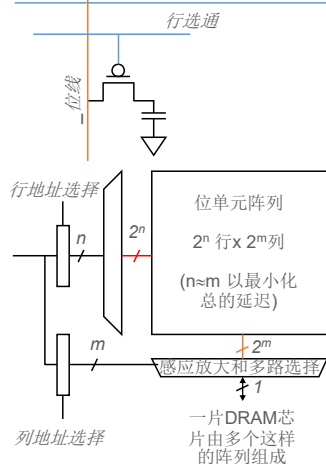 行选通
_位线
行地址选择
n
2ⁿ
位单元阵列
2ⁿ 行x 2ᵐ列
(n≈m 以最小化
总的延迟)
m
2ᵐ
感应放大和多路选择
1
列地址选择
一片DRAM芯
片由多个这样
的阵列组成